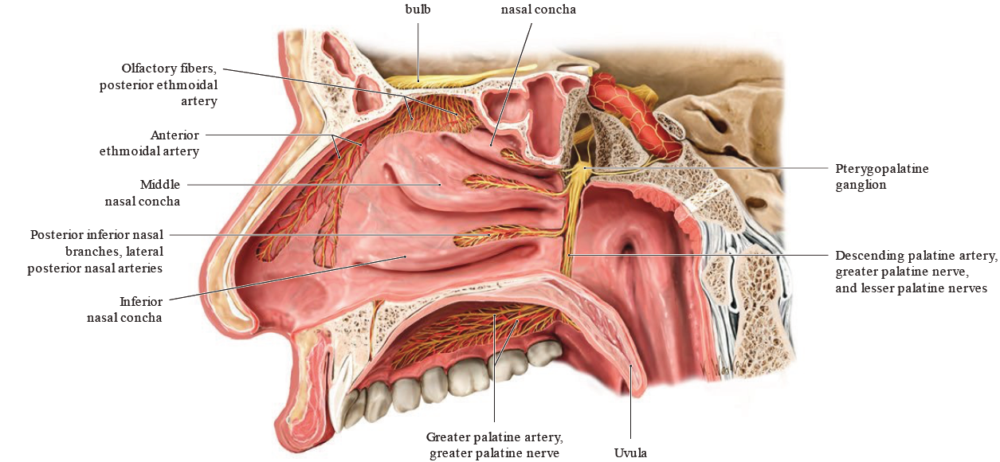 bulb
nasal concha
Olfactory fibers,
posterior ethmoidal
artery
Anterior
ethmoidal artery
Middle
nasal concha
Posterior inferior nasal
branches, lateral
posterior nasal arteries
Inferior
nasal concha
Pterygopalatine
ganglion
Descending palatine artery,
greater palatine nerve,
and lesser palatine nerves
Greater palatine artery,
greater palatine nerve
Uvula